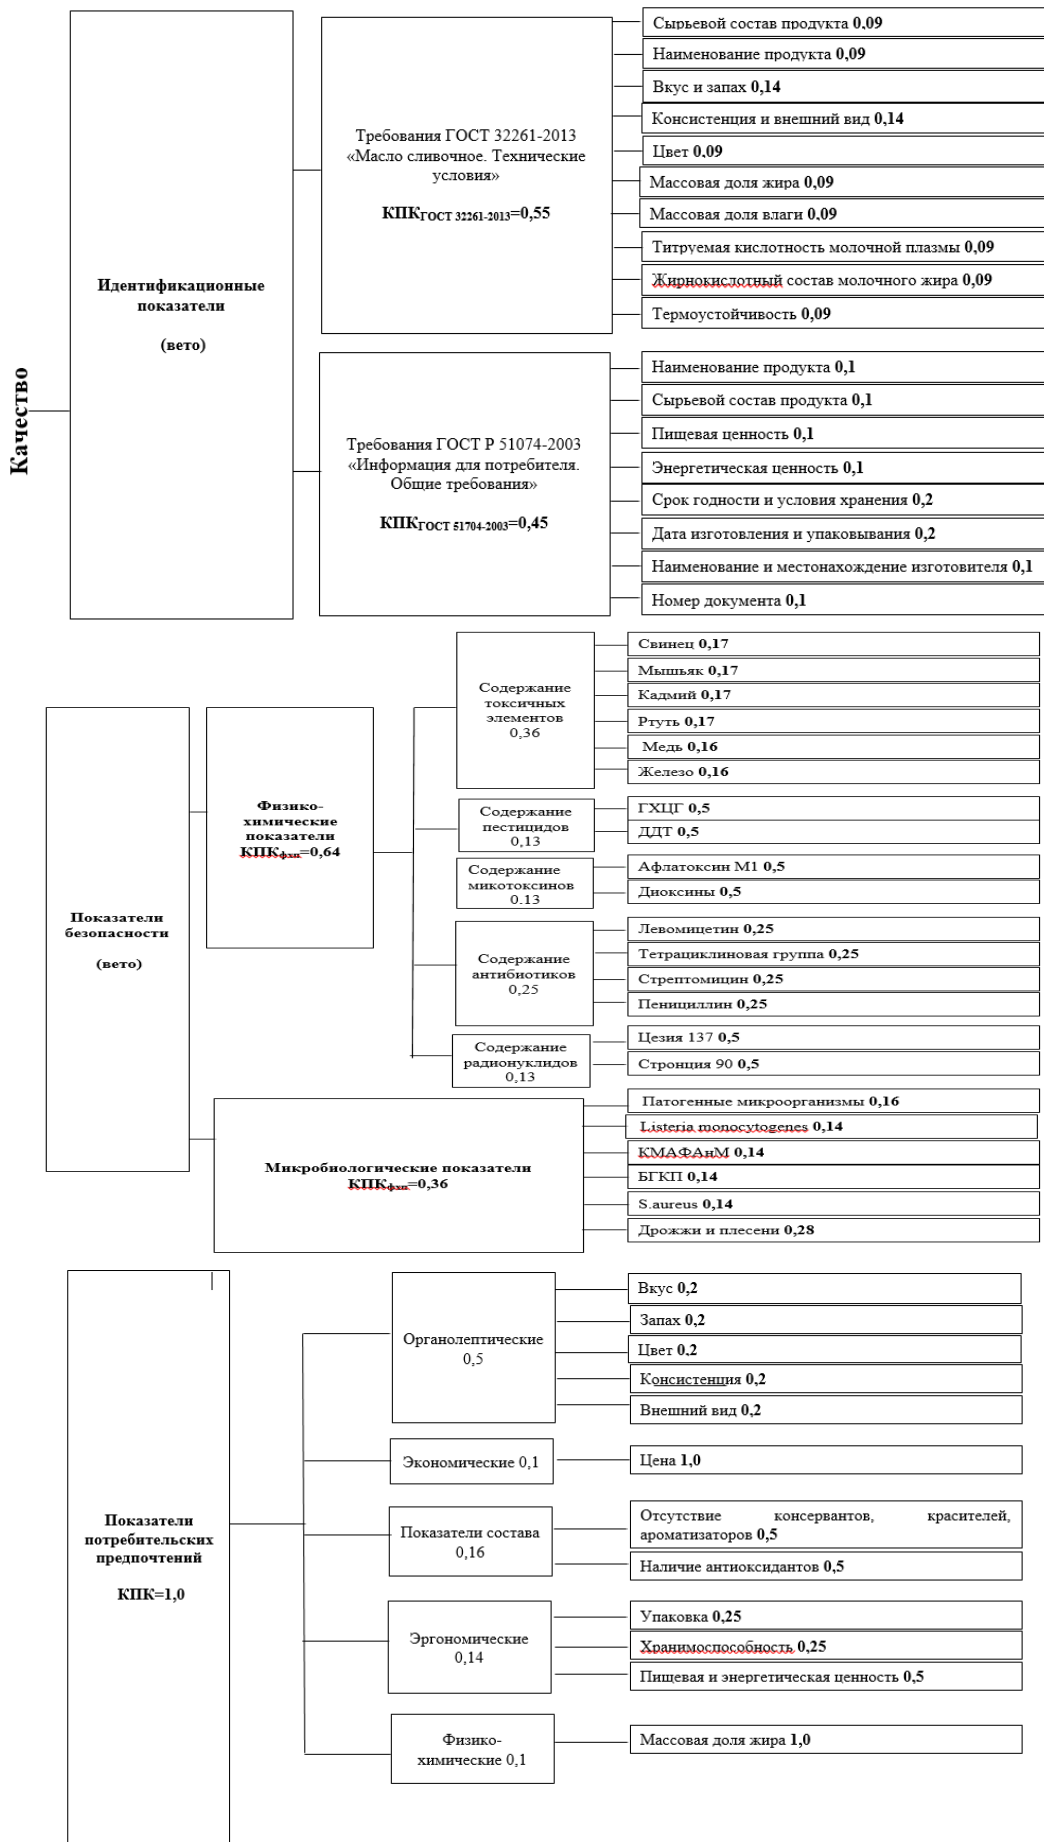 Качество
Идентификационные
показатели
(вето)
Требования ГОСТ 32261-2013
«Масло сливочное. Технические
условия»
КПКГОСТ 32261-2013=0,55
Сырьевой состав продукта 0,09
Наименование продукта 0,09
Вкус и запах 0,14
Консистенция и внешний вид 0,14
Цвет 0,09
Массовая доля жира 0,09
Массовая доля влаги 0,09
Титруемая кислотность молочной плазмы 0,09
Жирнокислотный состав молочного жира 0,09
Термоустойчивость 0,09
Требования ГОСТ Р 51074-2003
«Информация для потребителя.
Общие требования»
КПКГОСТ 51704-2003=0,45
Наименование продукта 0,1
Сырьевой состав продукта 0,1
Пищевая ценность 0,1
Энергетическая ценность 0,1
Срок годности и условия хранения 0,2
Дата изготовления и упаковывания 0,2
Наименование и местонахождение изготовителя 0,1
Номер документа 0,1
Показатели
безопасности
(вето)
Физико-
химические
показатели
КПКфхп=0,64
Содержание
токсичных
элементов
0,36
Свинец 0,17
Мышьяк 0,17
Кадмий 0,17
Ртуть 0,17
Медь 0,16
Железо 0,16
Содержание
пестицидов
0,13
ГХЦГ 0,5
ДДТ 0,5
Содержание
микотоксинов
0,13
Афлатоксин М1 0,5
Диоксины 0,5
Содержание
антибиотиков
0,25
Левомицетин 0,25
Тетрациклиновая группа 0,25
Стрептомицин 0,25
Пенициллин 0,25
Содержание
радионуклидов
0,13
Цезия 137 0,5
Стронция 90 0,5
Микробиологические показатели
КПКфхп=0,36
Патогенные микроорганизмы 0,16
Listeria monocytogenes 0,14
КМАФАнМ 0,14
БГКП 0,14
S.aureus 0,14
Дрожжи и плесени 0,28
Показатели
потребительских
предпочтений
КПК=1,0
Органолептические
0,5
Вкус 0,2
Запах 0,2
Цвет 0,2
Консистенция 0,2
Внешний вид 0,2
Экономические 0,1
Цена 1,0
Показатели состава
0,16
Отсутствие консервантов, красителей,
ароматизаторов 0,5
Наличие антиоксидантов 0,5
Эргономические
0,14
Упаковка 0,25
Хранимоспособность 0,25
Пищевая и энергетическая ценность 0,5
Физико-
химические 0,1
Массовая доля жира 1,0